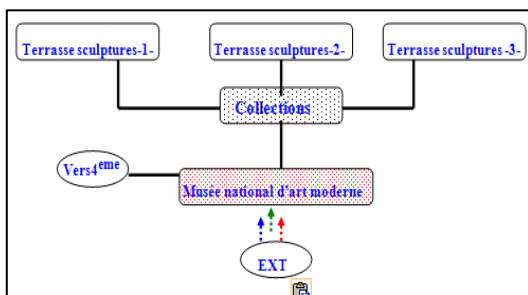 Terrasse sculptures-1-
Terrasse sculptures-2-
Terrasse sculptures -3-
Collections
Vers4eme
Musée national d'art moderne
EXT